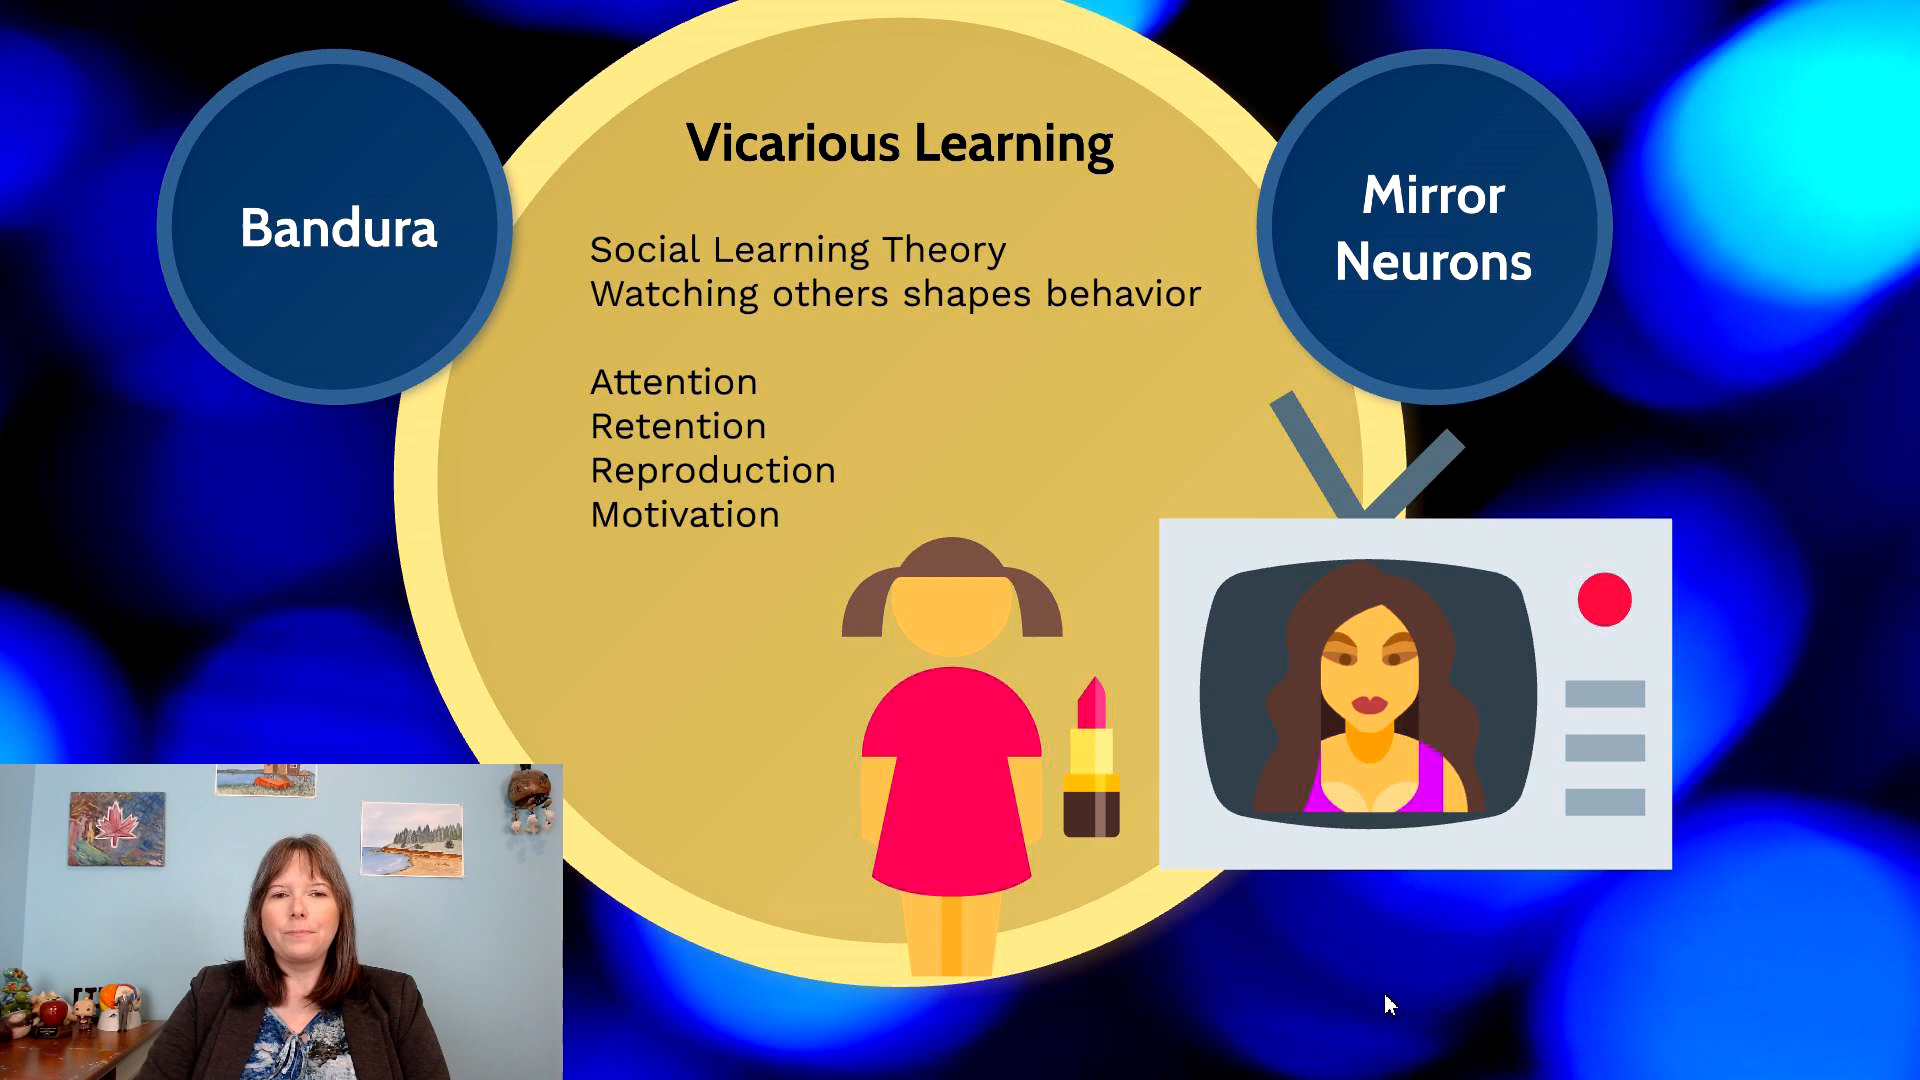 Bandura
Vicarious Learning
Social Learning Theory
Watching others shapes behavior
Attention
Retention
Reproduction
Motivation
Mirror
Neurons